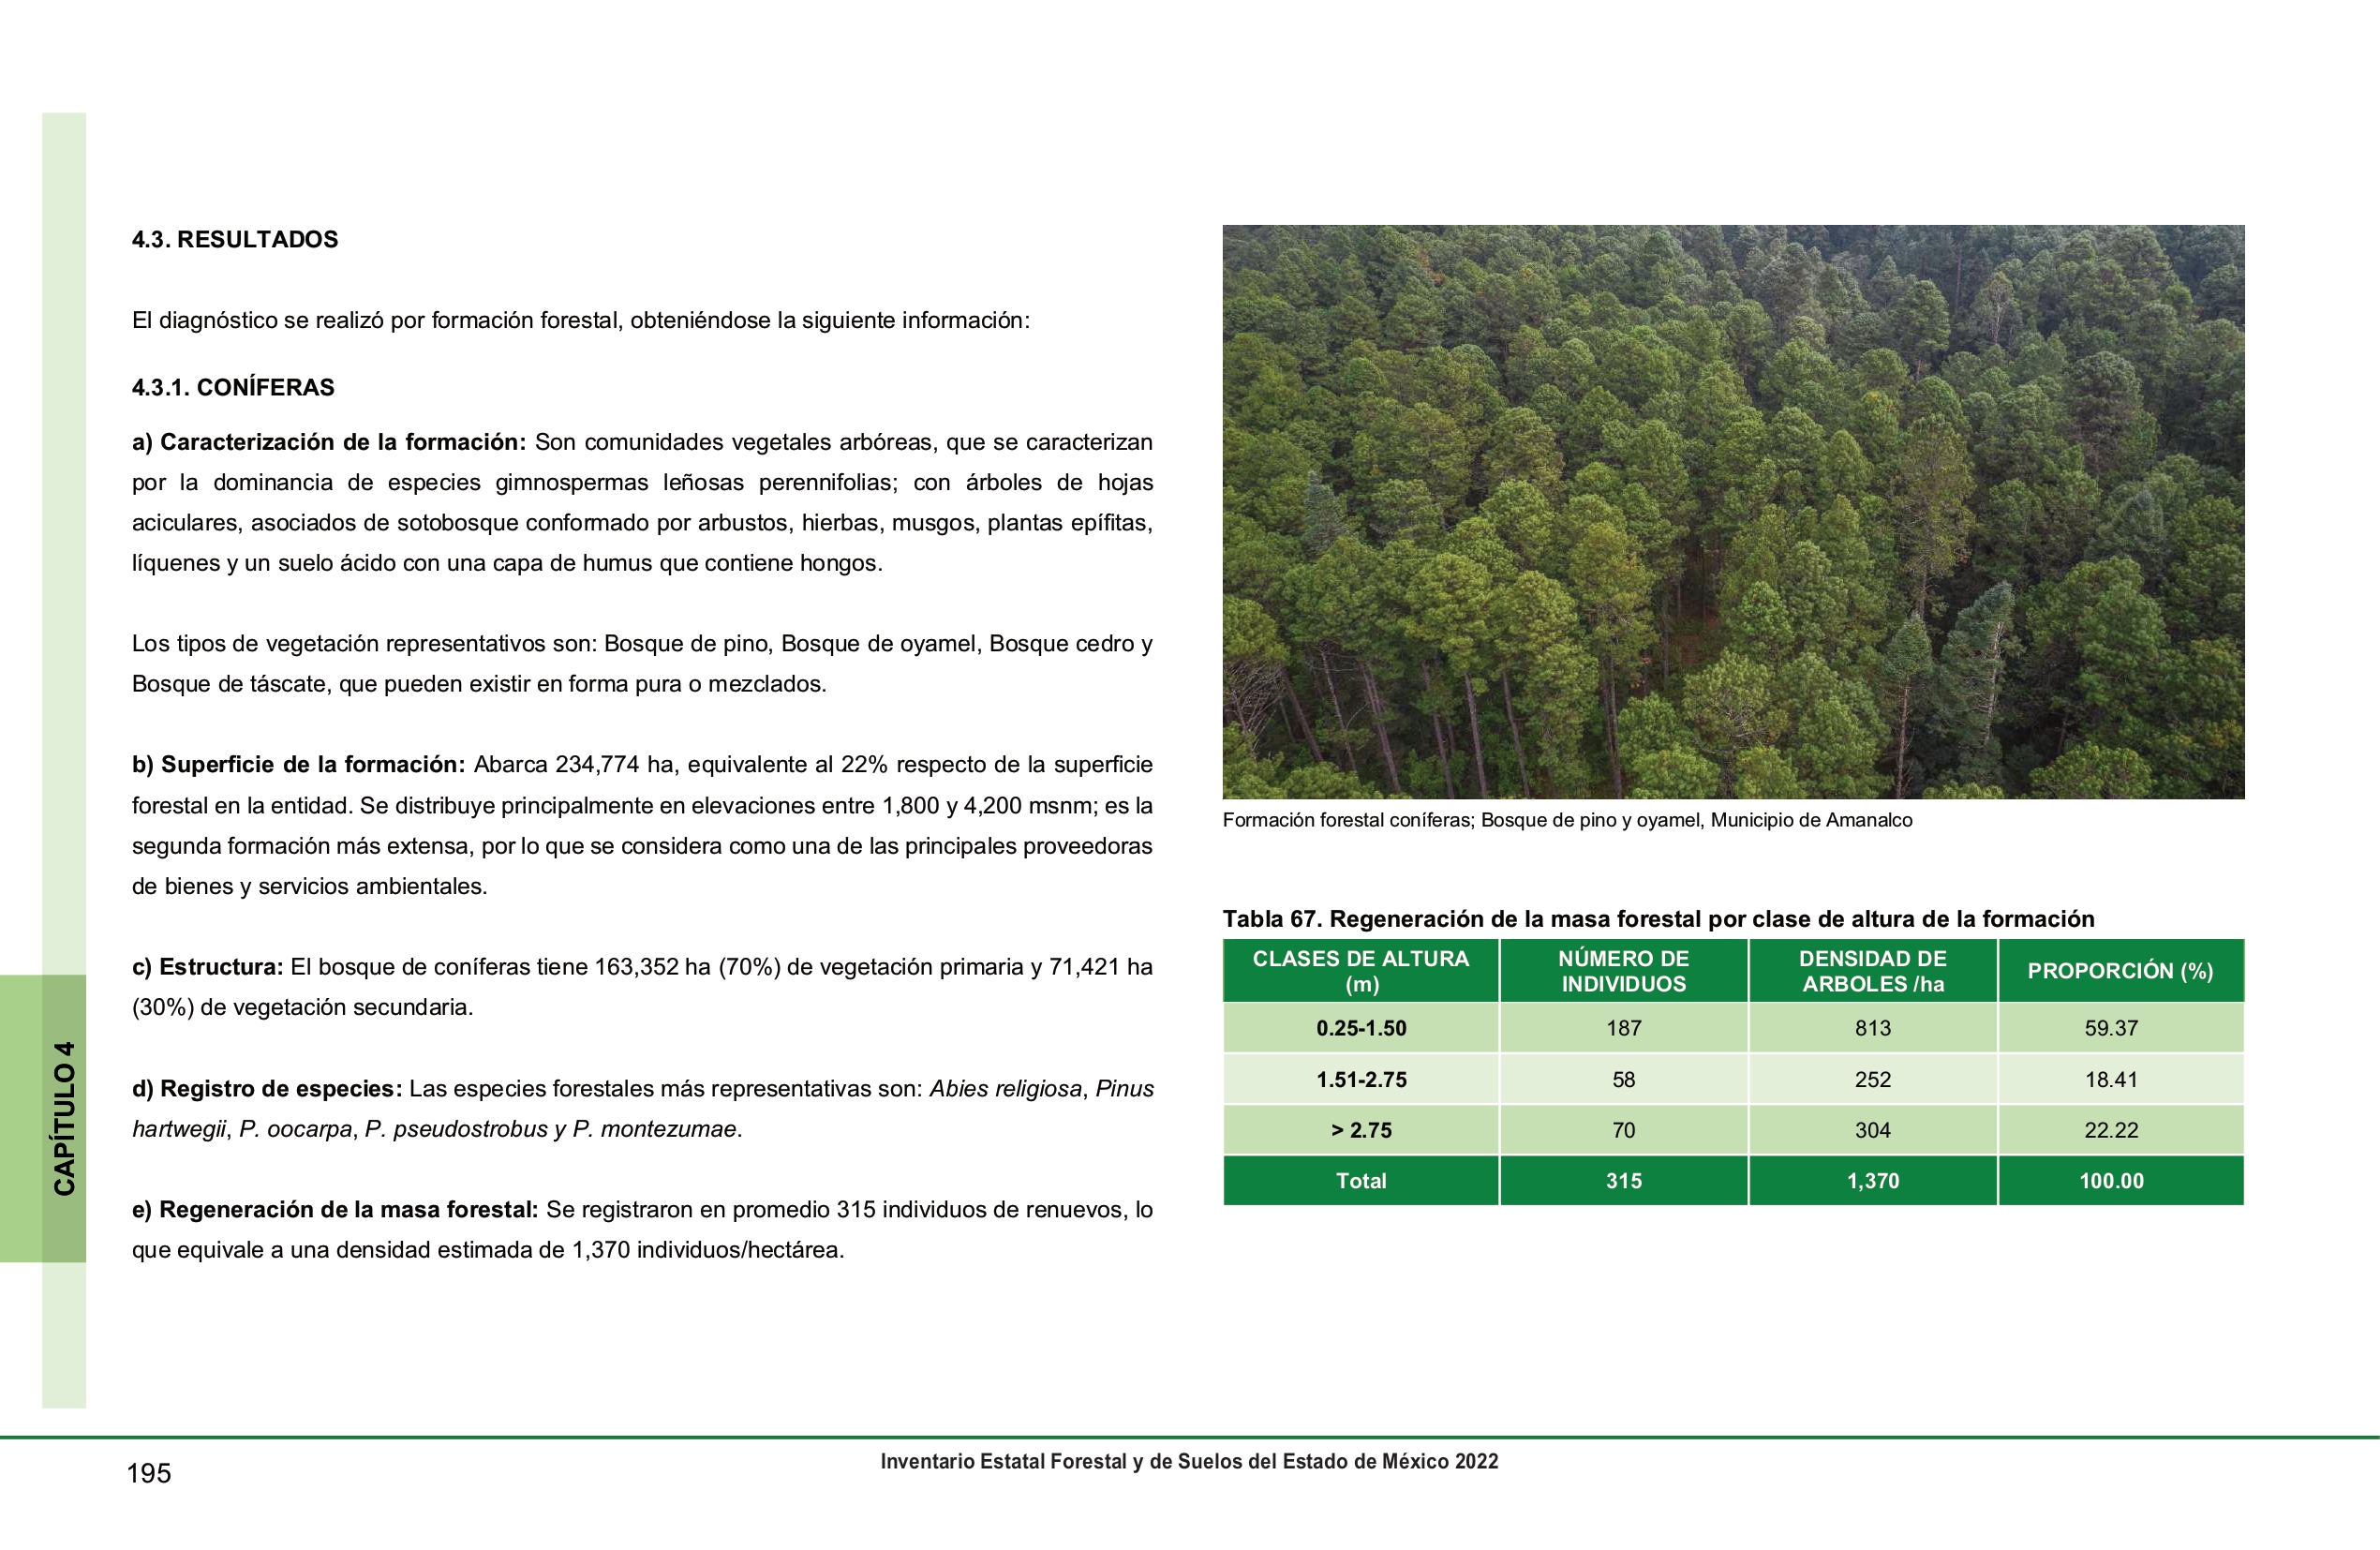 4.3. RESULTADOS
El diagnóstico se realizó por formación forestal, obteniéndose la siguiente información:
4.3.1. CONÍFERAS
a) Caracterización de la formación: Son comunidades vegetales arbóreas, que se caracterizan
por la dominancia de especies gimnospermas leñosas perennifolias; con árboles de hojas
aciculares, asociados de sotobosque conformado por arbustos, hierbas, musgos, plantas epífitas,
líquenes y un suelo ácido con una capa de humus que contiene hongos.
Los tipos de vegetación representativos son: Bosque de pino, Bosque de oyamel, Bosque cedro y
Bosque de táscate, que pueden existir en forma pura o mezclados.
b) Superficie de la formación: Abarca 234,774 ha, equivalente al 22% respecto de la superficie
forestal en la entidad. Se distribuye principalmente en elevaciones entre 1,800 y 4,200 msnm; es la
segunda formación más extensa, por lo que se considera como una de las principales proveedoras
de bienes y servicios ambientales.
c) Estructura: El bosque de coníferas tiene 163,352 ha (70%) de vegetación primaria y 71,421 ha
(30%) de vegetación secundaria.
d) Registro de especies: Las especies forestales más representativas son: Abies religiosa, Pinus
hartwegii, P. oocarpa, P. pseudostrobus y P. montezumae.
e) Regeneración de la masa forestal: Se registraron en promedio 315 individuos de renuevos, lo
que equivale a una densidad estimada de 1,370 individuos/hectárea.
Formación forestal coníferas; Bosque de pino y oyamel, Municipio de Amanalco
Tabla 67. Regeneración de la masa forestal por clase de altura de la formación
CLASES DE ALTURA (m) NÚMERO DE INDIVIDUOS DENSIDAD DE ARBOLES /ha PROPORCIÓN (%)
0.25-1.50 187 813 59.37
1.51-2.75 58 252 18.41
> 2.75 70 304 22.22
Total 315 1,370 100.00
CAPÍTULO 4
195
Inventario Estatal Forestal y de Suelos del Estado de México 2022